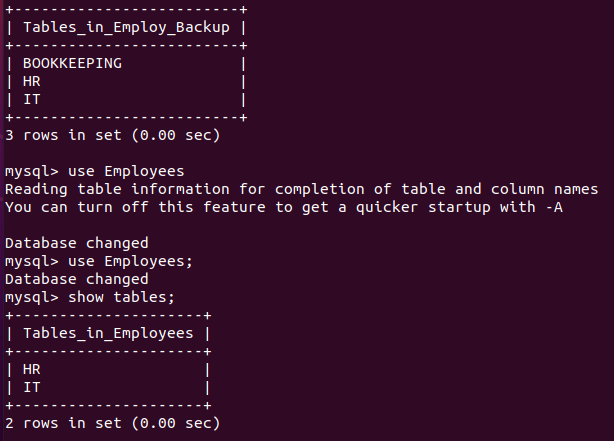 +-------------------------+
| Tables_in_Employ_Backup |
+-------------------------+
| BOOKKEEPING             |
| HR                      |
| IT                      |
+-------------------------+
3 rows in set (0.00 sec)

mysql> use Employees
Reading table information for completion of table and column names
You can turn off this feature to get a quicker startup with -A

Database changed
mysql> use Employees;
Database changed
mysql> show tables;
+---------------------+
| Tables_in_Employees |
+---------------------+
| HR                  |
| IT                  |
+---------------------+
2 rows in set (0.00 sec)